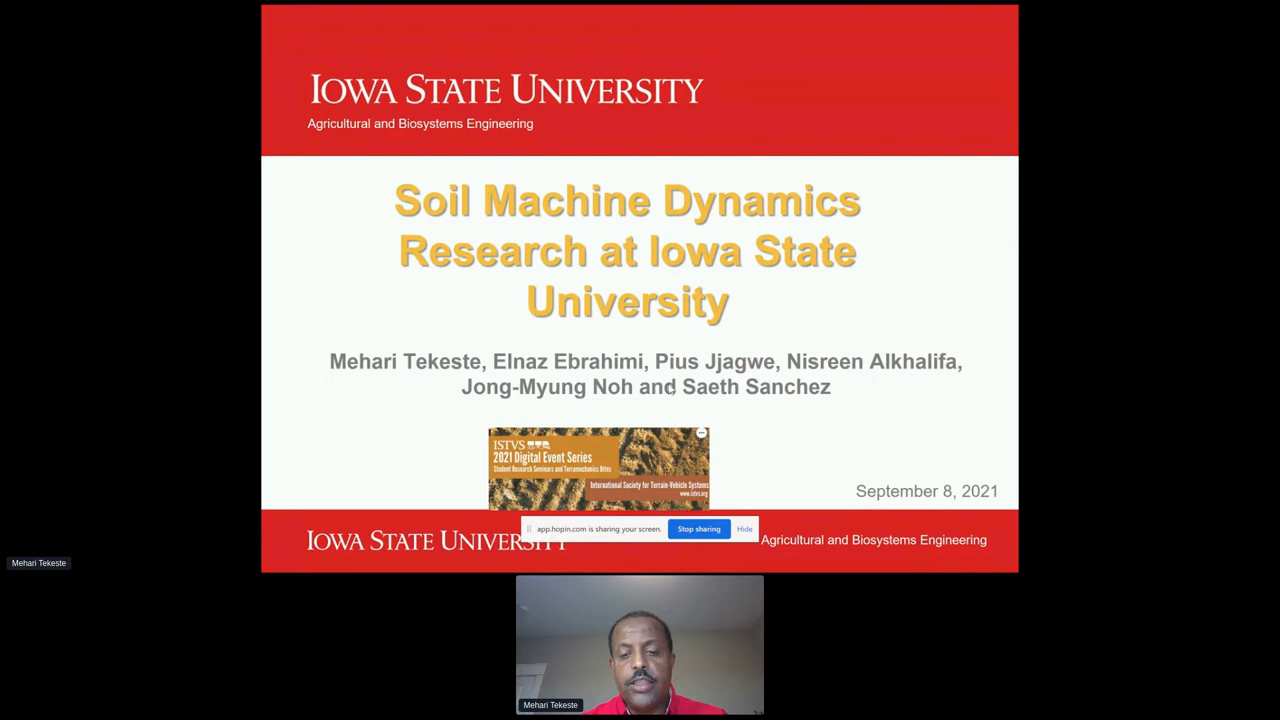 IOWA STATE UNIVERSITY
Agricultural and Biosystems Engineering
Soil Machine Dynamics
Research at Iowa State
University
Mehari Tekeste, Elnaz Ebrahimi, Pius Jjagwe, Nisreen Alkhalifa,
Jong-Myung Noh and Saeth Sanchez
ISTVS
2021 Digital Event Series
Student Research Seminars and Terramechanics Bites
International Society for Terrain-Vehicle Systems
www.istvs.org
September 8, 2021
app.hopin.com is sharing your screen. Stop sharing Hide
IOWA STATE UNIVERSITY Agricultural and Biosystems Engineering
Mehari Tekeste
Mehari Tekeste